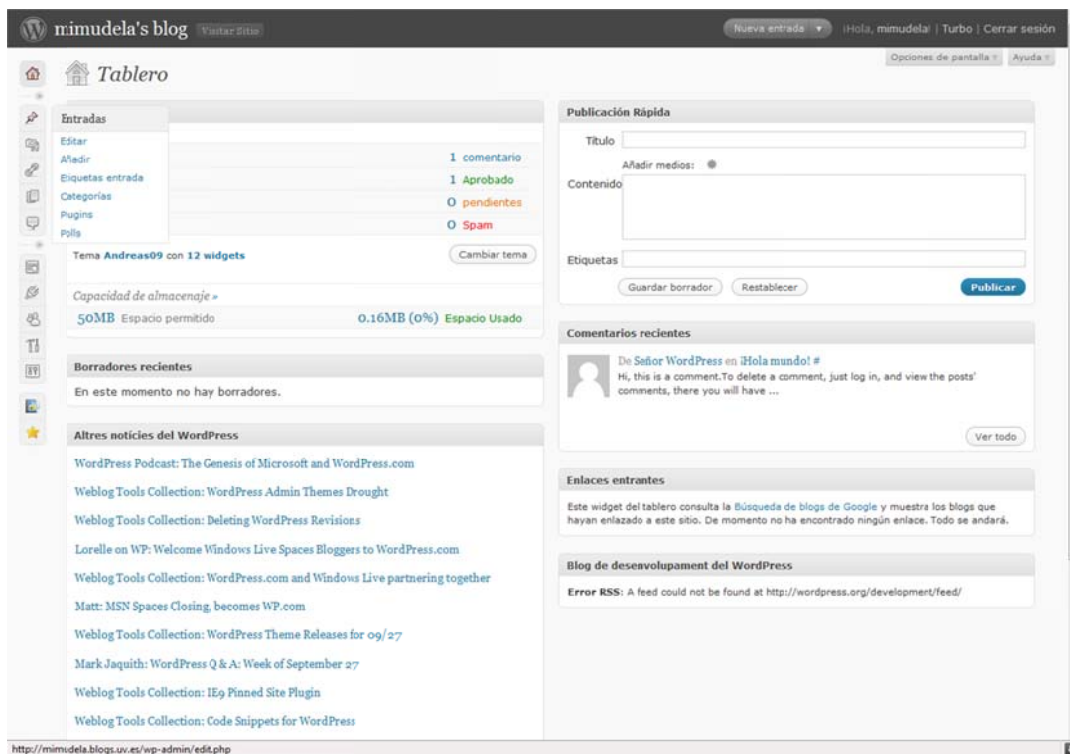 mimudela's blog Visitar Sitio
Nueva entrada ▾ ¡Hola, mimudela! | Turbo | Cerrar sesión
Opciones de pantalla Ayuda
Tablero
Entradas
Editar
Añadir
Etiquetas entrada
Categorías
Pugins
Polls
1 comentario
1 Aprobado
0 pendientes
0 Spam
Tema Andreas09 con 12 widgets
Cambiar tema
Capacidad de almacenaje »
50MB Espacio permitido
0.16MB (0%) Espacio Usado
Borradores recientes
En este momento no hay borradores.
Altres notícies del WordPress
WordPress Podcast: The Genesis of Microsoft and WordPress.com
Weblog Tools Collection: WordPress Admin Themes Drought
Weblog Tools Collection: Deleting WordPress Revisions
Lorelle on WP: Welcome Windows Live Spaces Bloggers to WordPress.com
Weblog Tools Collection: WordPress.com and Windows Live partnering together
Matt: MSN Spaces Closing, becomes WP.com
Weblog Tools Collection: WordPress Theme Releases for 09/27
Mark Jaquith: WordPress Q & A: Week of September 27
Weblog Tools Collection: IE9 Pinned Site Plugin
Weblog Tools Collection: Code Snippets for WordPress
Publicación Rápida
Título
Añadir medios:
Contenido
Etiquetas
Guardar borrador Restablecer Publicar
Comentarios recientes
De Señor WordPress en ¡Hola mundo! #
Hi, this is a comment.To delete a comment, just log in, and view the posts'
comments, there you will have ...
Ver todo
Enlaces entrantes
Este widget del tablero consulta la Búsqueda de blogs de Google y muestra los blogs que
hayan enlazado a este sitio. De momento no ha encontrado ningún enlace. Todo se andará.
Blog de desenvolupament del WordPress
Error RSS: A feed could not be found at http://wordpress.org/development/feed/
http://mimudela.blogs.uv.es/wp-admin/edit.php